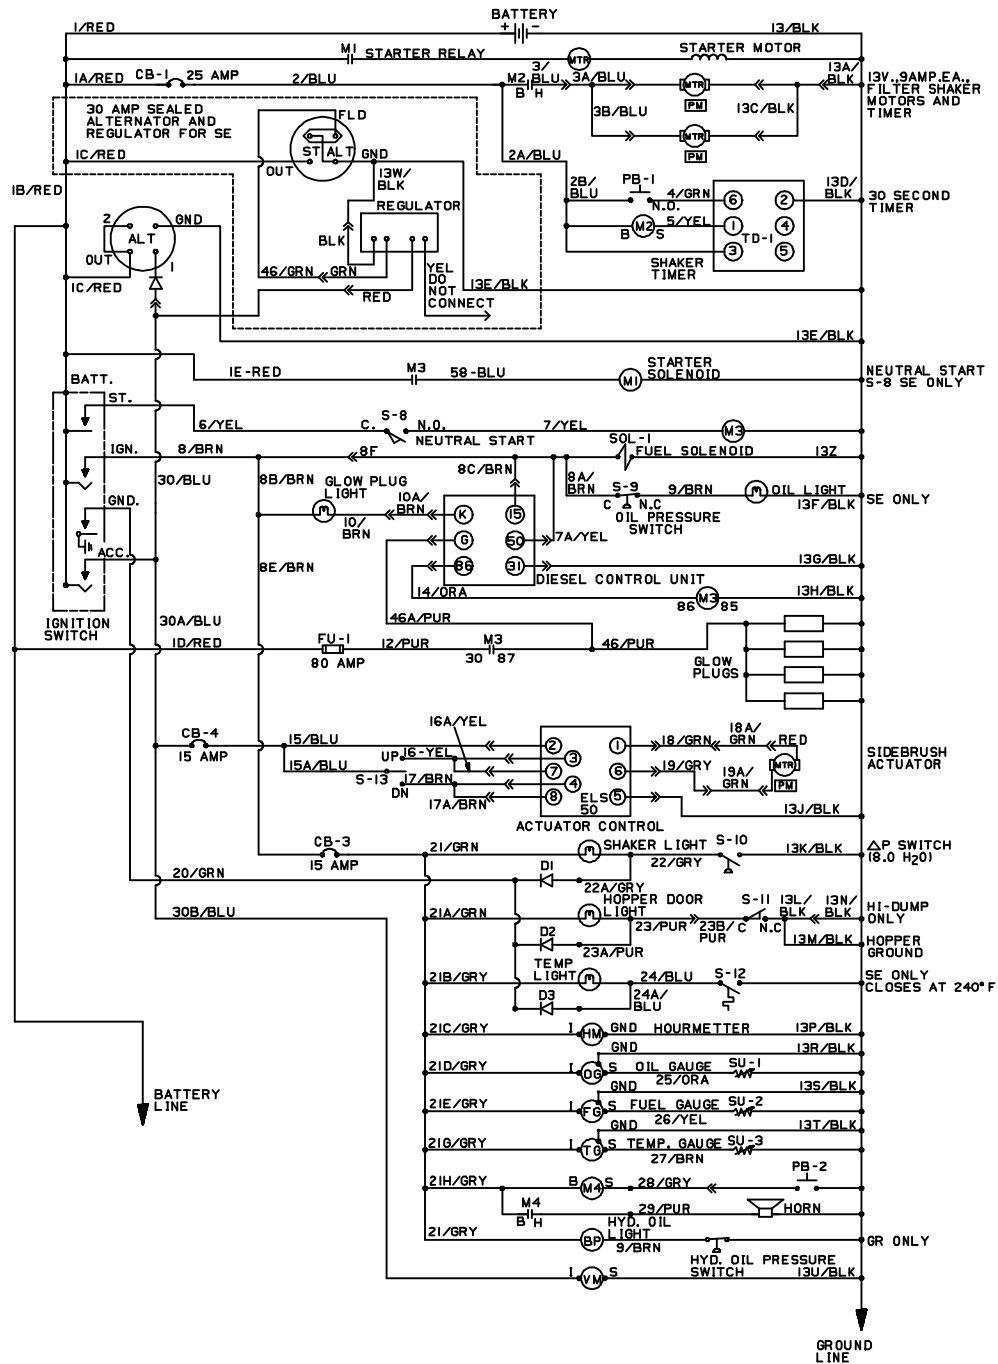 BATTERY
1/RED
+ -
13/BLK
M1
STARTER RELAY
MTR
STARTER MOTOR
1A/RED
CB-1
25 AMP
2/BLU
M2
3/
BLU
B H
3A/BLU
MTR
PM
13A/
BLK
13V.,9AMP.EA.,
FILTER SHAKER
MOTORS AND
TIMER
3B/BLU
13C/BLK
MTR
PM
30 AMP SEALED
ALTERNATOR AND
REGULATOR FOR SE
FLD
ST ALT
GND
OUT
1C/RED
13W/
BLK
2A/BLU
1B/RED
2B/
BLU
PB-1
N.O.
4/GRN
6
2
13D/
BLK
30 SECOND
TIMER
REGULATOR
BLK
B M2 S
5/YEL
1
4
TD-1
3
5
SHAKER
TIMER
2
GND
ALT
OUT
1
1C/RED
46/GRN
GRN
RED
YEL
DO
NOT
CONNECT
13E/BLK
13E/BLK
1E-RED
M3
58-BLU
STARTER
SOLENOID
M1
NEUTRAL START
S-8 SE ONLY
BATT.
ST.
6/YEL
C.
S-8
N.O.
NEUTRAL START
7/YEL
M3
IGN.
8/BRN
8F
SOL-1
FUEL SOLENOID
13Z
30/BLU
8B/BRN
GLOW PLUG
LIGHT
8C/BRN
8A/
BRN
S-9
C N.C
OIL PRESSURE
SWITCH
9/BRN
OIL LIGHT
13F/BLK
SE ONLY
GND.
10A/
BRN
10/
BRN
K
15
G
50
86
31
7A/YEL
ACC.
8E/BRN
DIESEL CONTROL UNIT
13G/BLK
14/ORA
M3
86 85
13H/BLK
IGNITION
SWITCH
30A/BLU
46A/PUR
1D/RED
FU-1
80 AMP
12/PUR
M3
30 87
46/PUR
GLOW
PLUGS
CB-4
15 AMP
15/BLU
15A/BLU
16A/YEL
UP
16-YEL
S-13
DN
17/BRN
17A/BRN
2
3
7
4
8
1
6
5
ELS
50
ACTUATOR CONTROL
18/GRN
18A/
GRN
RED
19/GRY
19A/
GRN
MTR
PM
SIDEBRUSH
ACTUATOR
13J/BLK
CB-3
15 AMP
21/GRN
SHAKER LIGHT
22/GRY
S-10
13K/BLK
△P SWITCH
(8.0 H2O)
20/GRN
D1
22A/GRY
30B/BLU
21A/GRN
HOPPER DOOR
LIGHT
23/PUR
23B/
PUR
S-11
C N.C
13L/
BLK
13N/
BLK
HI-DUMP
ONLY
D2
23A/PUR
13M/BLK
HOPPER
GROUND
21B/GRY
TEMP
LIGHT
24/BLU
S-12
SE ONLY
CLOSES AT 240°F
D3
24A/
BLU
21C/GRY
I HM GND
HOURMETTER
13P/BLK
GND
13R/BLK
21D/GRY
I OG S
OIL GAUGE
25/ORA
SU-1
GND
13S/BLK
21E/GRY
I FG S
FUEL GAUGE
26/YEL
SU-2
GND
13T/BLK
21G/GRY
I TG S
TEMP. GAUGE
27/BRN
SU-3
21H/GRY
B M4 S
28/GRY
PB-2
M4
B H
29/PUR
HORN
21/GRY
BP
HYD. OIL
LIGHT
9/BRN
HYD. OIL PRESSURE
SWITCH
GR ONLY
I VM S
13U/BLK
BATTERY
LINE
GROUND
LINE